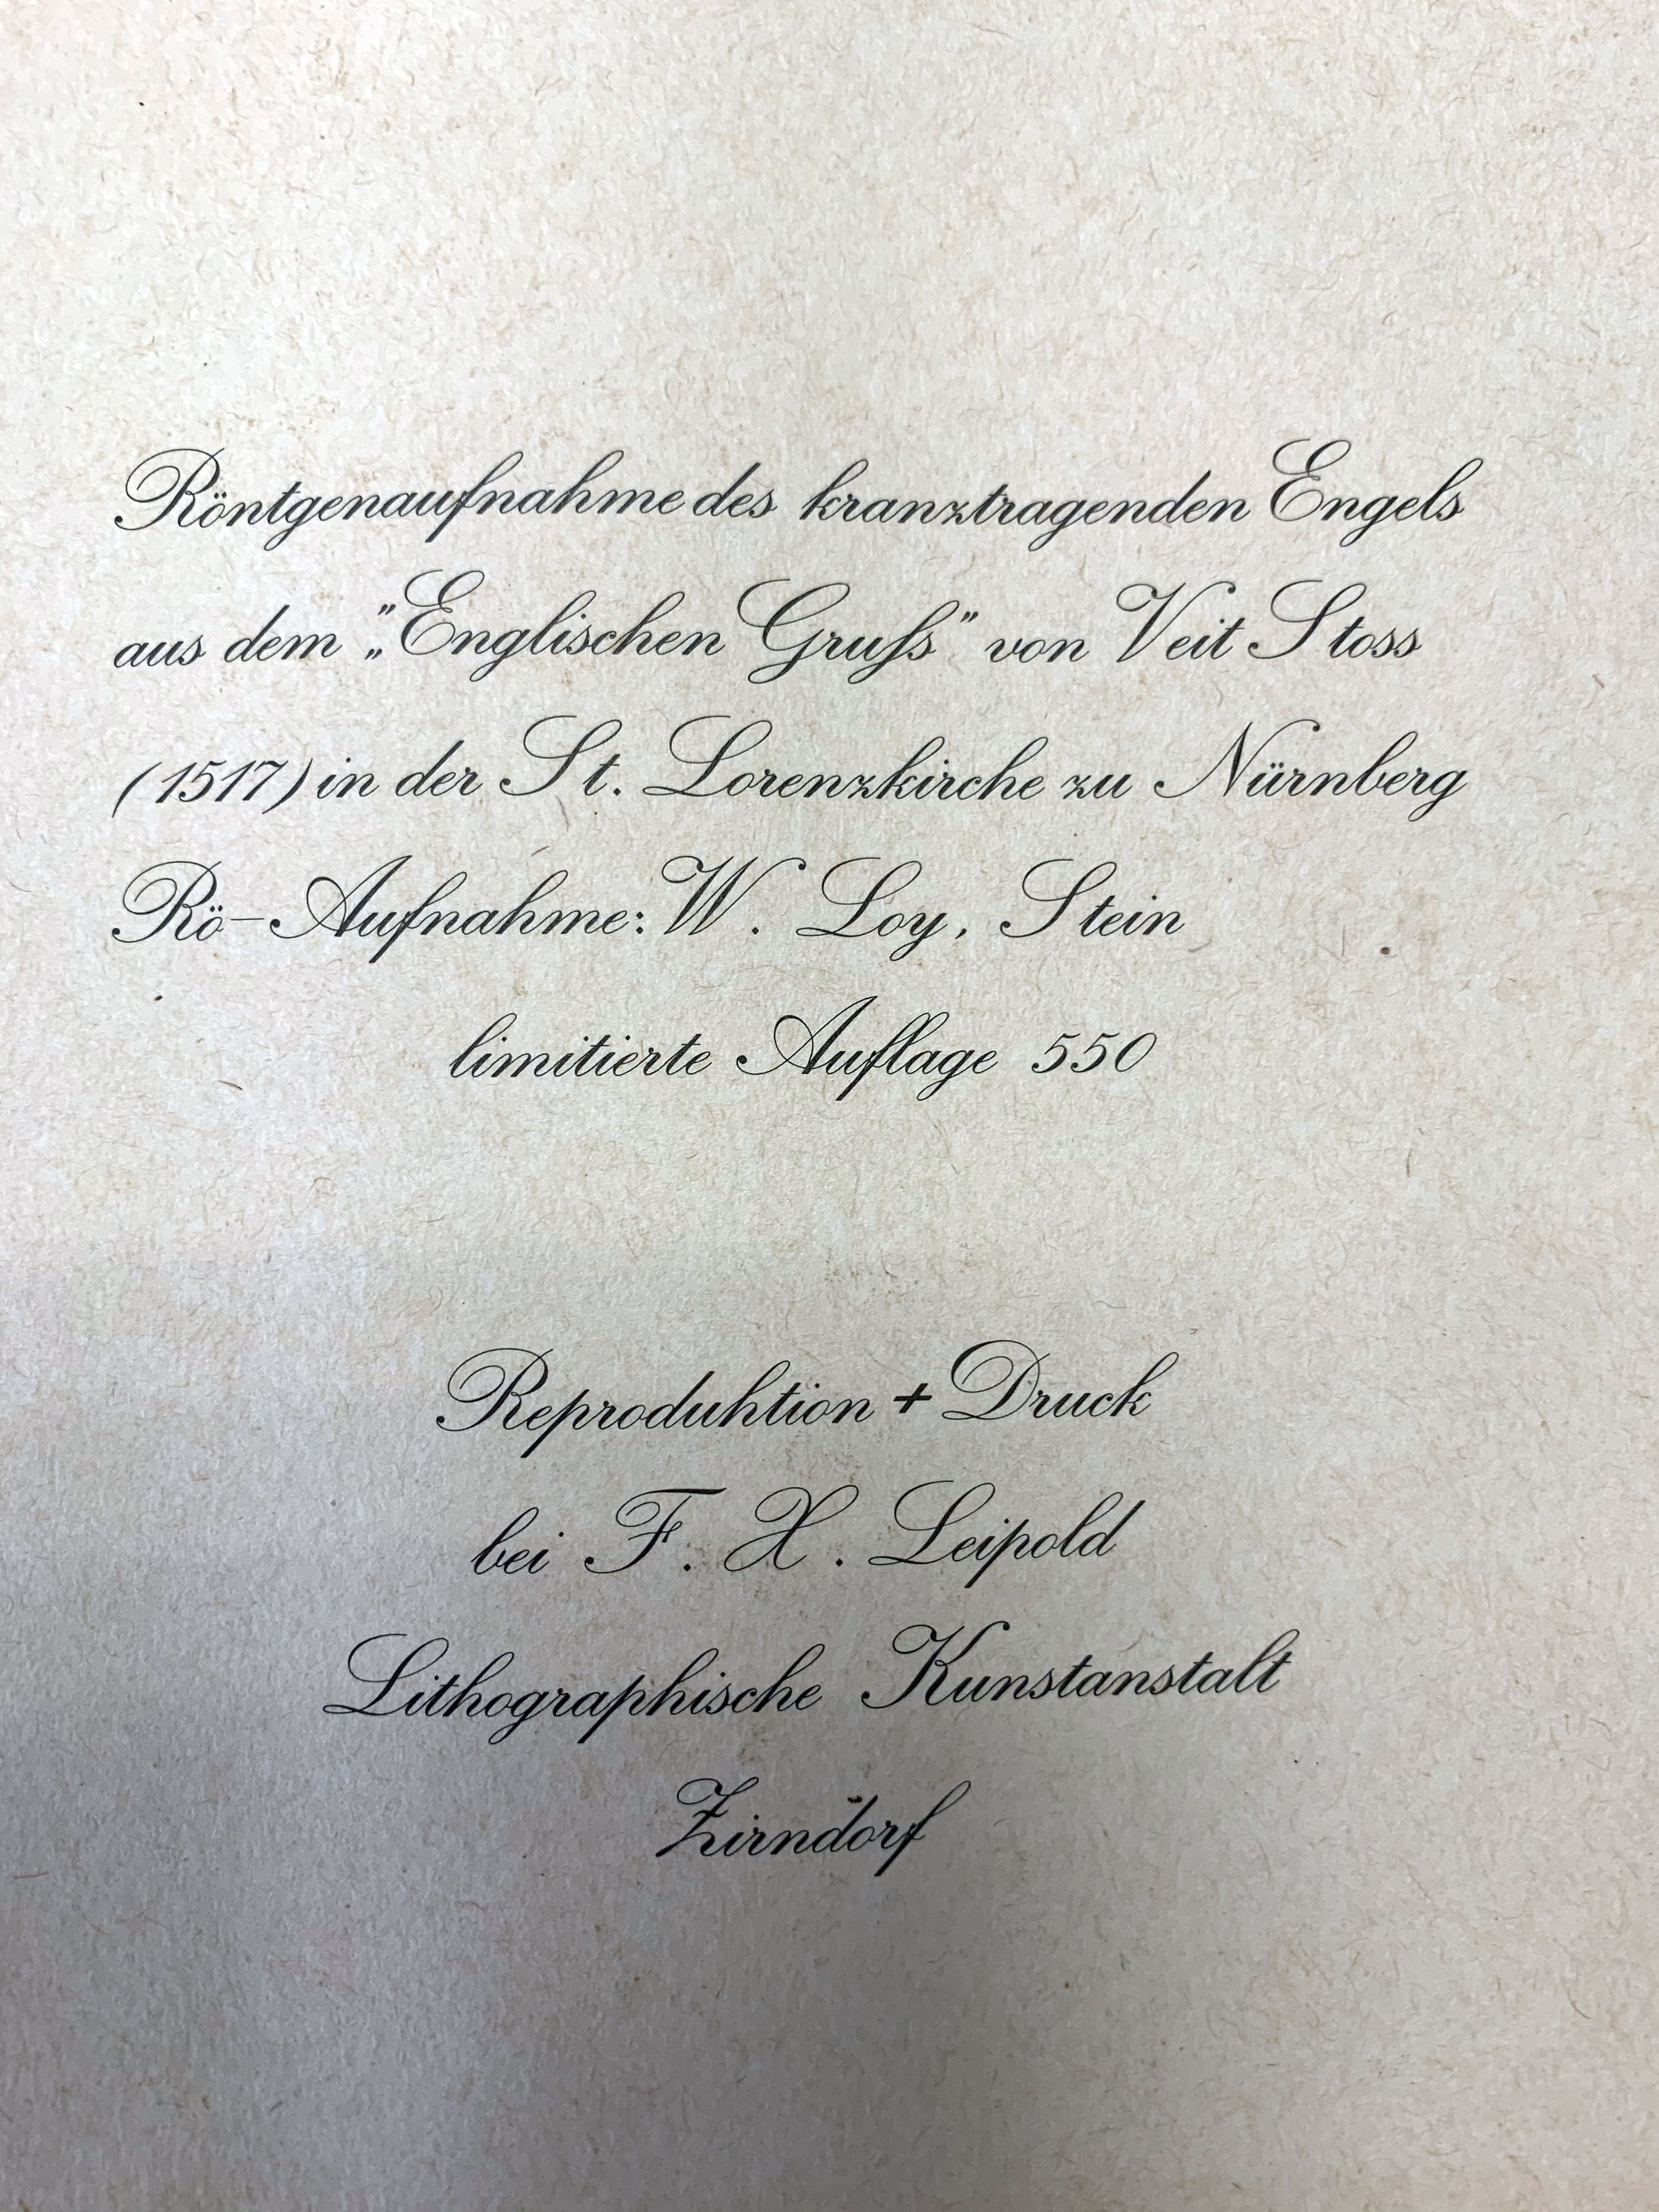 Röntgenaufnahme des kranztragenden Engels
aus dem „Englischen Gruß" von Veit Stoss
(1517) in der St. Lorenzkirche zu Nürnberg
Rö-Aufnahme: W. Loy, Stein
limitierte Auflage 550
Reproduktion + Druck
bei F. X. Leipold
Lithographische Kunstanstalt
Zirndorf